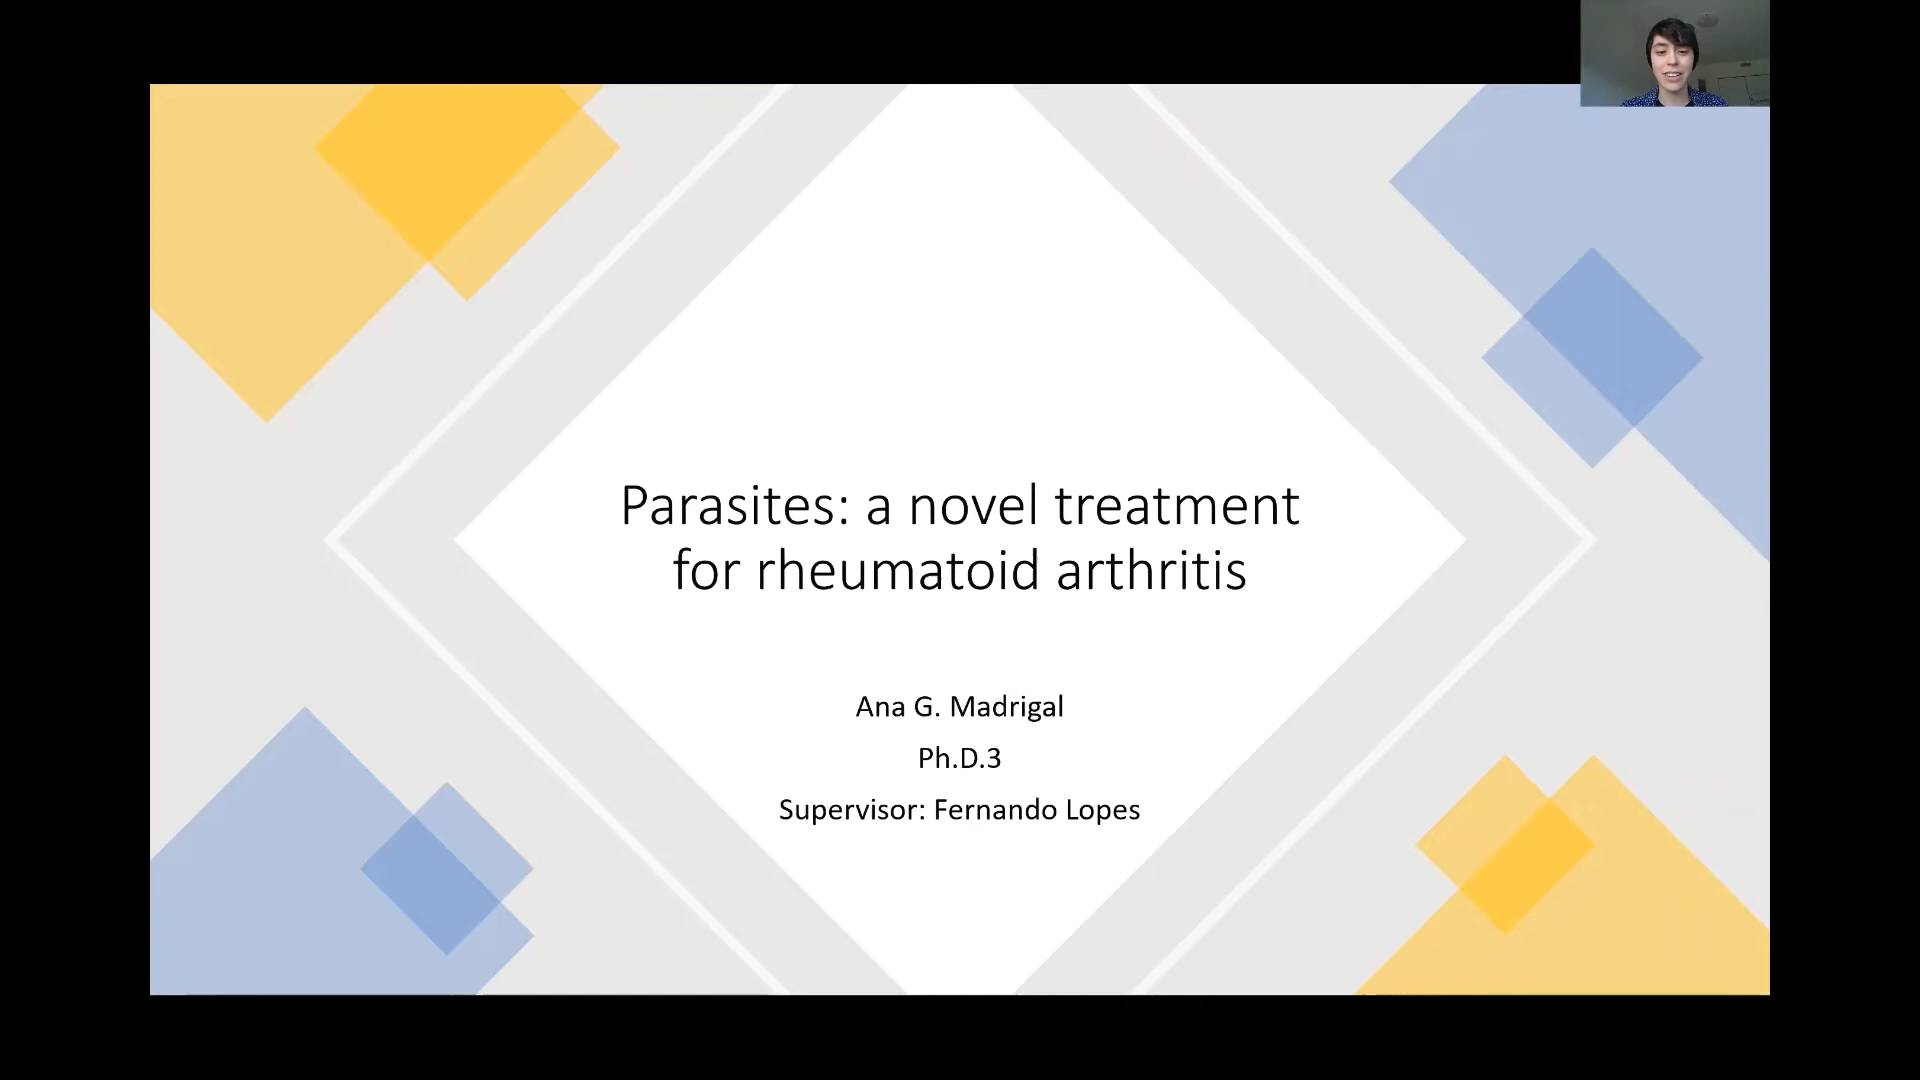 Parasites: a novel treatment
for rheumatoid arthritis
Ana G. Madrigal
Ph.D.3
Supervisor: Fernando Lopes